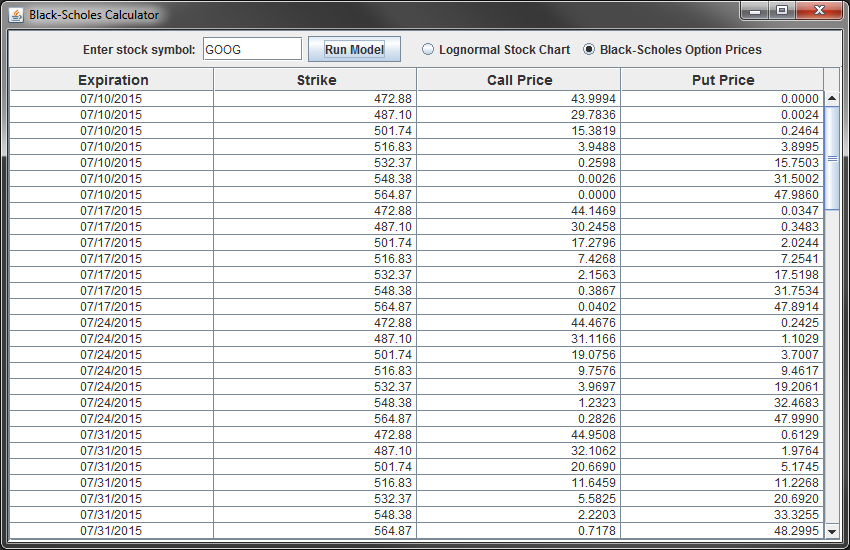 Black-Scholes Calculator
Enter stock symbol: GOOG Run Model Lognormal Stock Chart Black-Scholes Option Prices
Expiration Strike Call Price Put Price
07/10/2015 472.88 43.9994 0.0000
07/10/2015 487.10 29.7836 0.0024
07/10/2015 501.74 15.3819 0.2464
07/10/2015 516.83 3.9488 3.8995
07/10/2015 532.37 0.2598 15.7503
07/10/2015 548.38 0.0026 31.5002
07/10/2015 564.87 0.0000 47.9860
07/17/2015 472.88 44.1469 0.0347
07/17/2015 487.10 30.2458 0.3483
07/17/2015 501.74 17.2796 2.0244
07/17/2015 516.83 7.4268 7.2541
07/17/2015 532.37 2.1563 17.5198
07/17/2015 548.38 0.3867 31.7534
07/17/2015 564.87 0.0402 47.8914
07/24/2015 472.88 44.4676 0.2425
07/24/2015 487.10 31.1166 1.1029
07/24/2015 501.74 19.0756 3.7007
07/24/2015 516.83 9.7576 9.4617
07/24/2015 532.37 3.9697 19.2061
07/24/2015 548.38 1.2323 32.4683
07/24/2015 564.87 0.2826 47.9990
07/31/2015 472.88 44.9508 0.6129
07/31/2015 487.10 32.1062 1.9764
07/31/2015 501.74 20.6690 5.1745
07/31/2015 516.83 11.6459 11.2268
07/31/2015 532.37 5.5825 20.6920
07/31/2015 548.38 2.2203 33.3255
07/31/2015 564.87 0.7178 48.2995